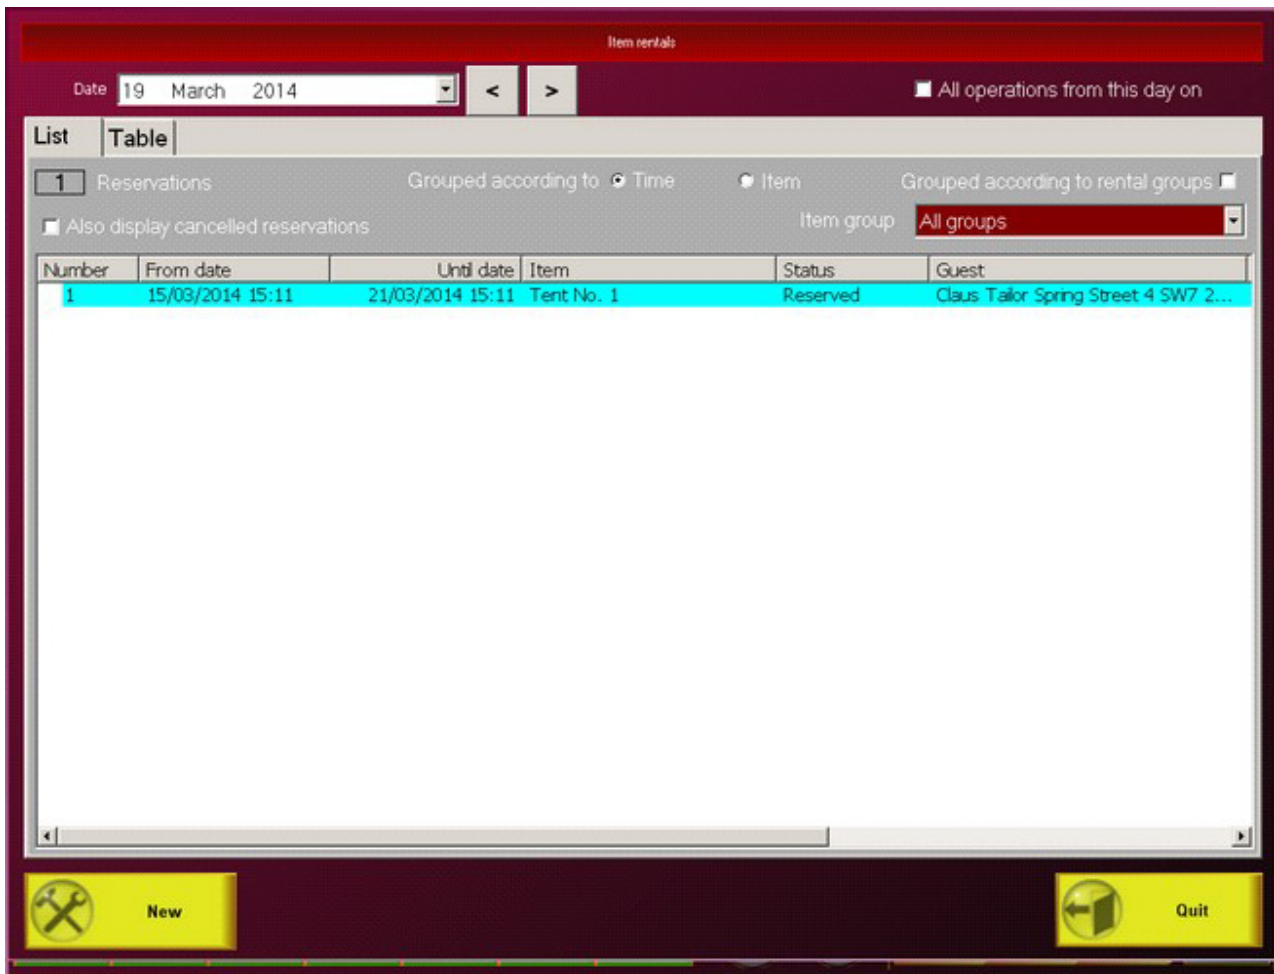 Item rentals
Date 19 March 2014 < > All operations from this day on
List Table
1 Reservations Grouped according to Time Item Grouped according to rental groups
Also display cancelled reservations Item group All groups
Number From date Until date Item Status Guest
1 15/03/2014 15:11 21/03/2014 15:11 Tent No. 1 Reserved Claus Tailor Spring Street 4 SW7 2...
New Quit